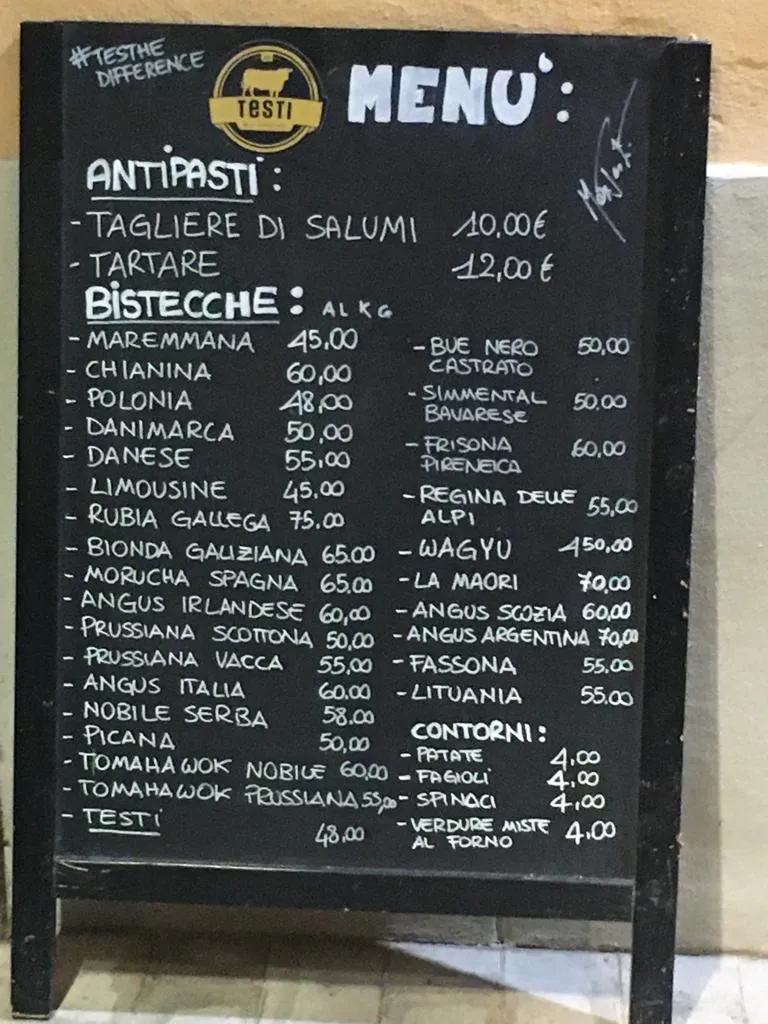 #TESTHE
DIFFERENCE
TESTI
MENU':
ANTIPASTI:
- TAGLIERE DI SALUMI 10,00€
- TARTARE 12,00€
BISTECCHE: AL KG
- MAREMMANA 45.00
- CHIANINA 60,00
- POLONIA 48,00
- DANIMARCA 50,00
- DANESE 55,00
- LIMOUSINE 45.00
- RUBIA GALLEGA 75.00
- BIONDA GALIZIANA 65.00
- MORUCHA SPAGNA 65.00
- ANGUS IRLANDESE 60,00
- PRUSSIANA SCOTTONA 50,00
- PRUSSIANA VACCA 55,00
- ANGUS ITALIA 60.00
- NOBILE SERBA 58.00
- PICANA 50,00
- TOMAHAWOK NOBILE 60,00
- TOMAHAWOK PRUSSIANA 55,00
- TESTI 48,00
- BUE NERO 50,00
CASTRATO
- SIMMENTAL 50.00
BAVARESE
- FRISONA 60,00
PIRENEICA
- REGINA DELLE 55,00
ALPI
- WAGYU 450,00
- LA MAORI 70,00
- ANGUS SCOZIA 60,00
- ANGUS ARGENTINA 70,00
- FASSONA 55.00
- LITUANIA 55.00
CONTORNI:
- PATATE 4,00
- FAGIOLI 4,00
- SPINACI 4,00
- VERDURE MISTE 4,00
AL FORNO